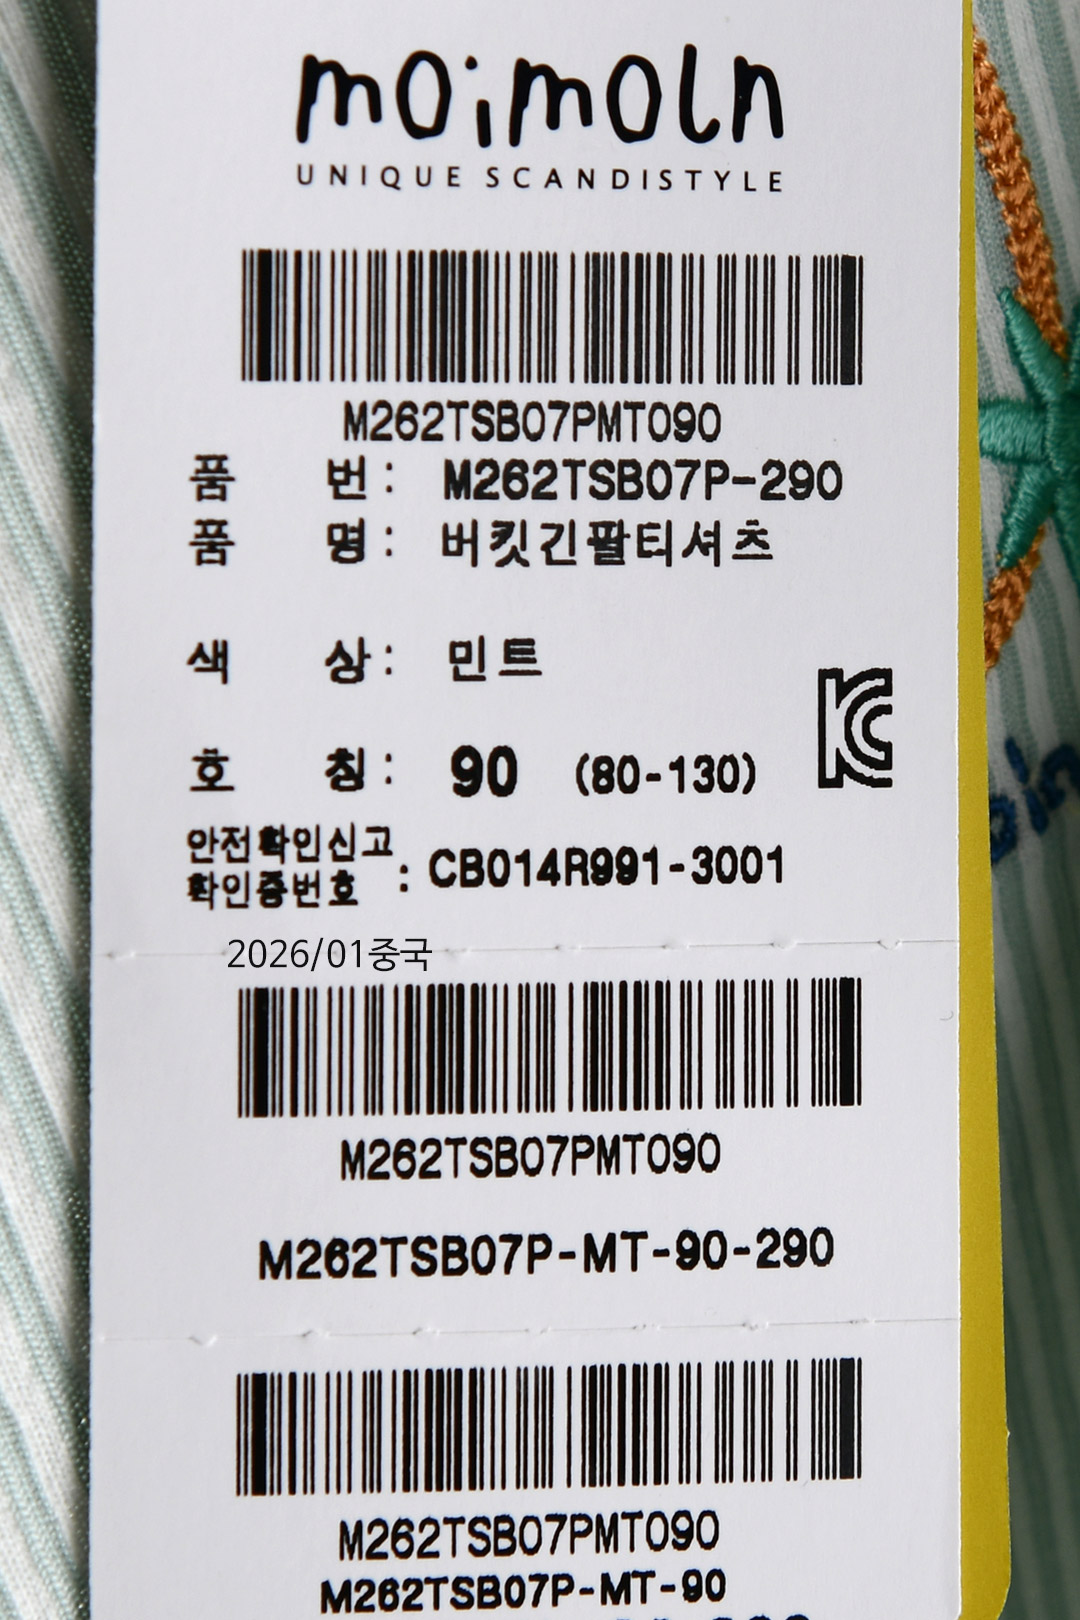 moimoln
UNIQUE SCANDISTYLE
M262TSB07PMT090
품 번 : M262TSB07P-290
품 명 : 버킷긴팔티셔츠
색 상 : 민트
호 칭 : 90 (80-130)
안전확인신고
확인증번호 : CB014R991-3001
2026/01중국
M262TSB07PMT090
M262TSB07P-MT-90-290
M262TSB07PMT090
M262TSB07P-MT-90